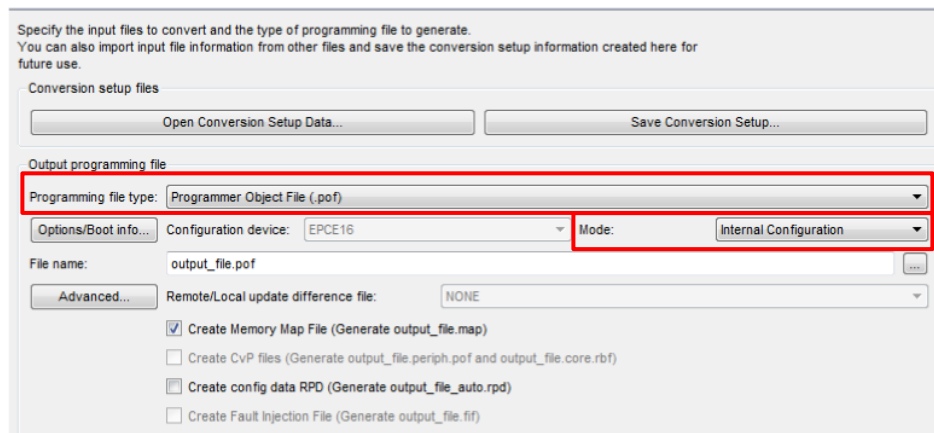 Specify the input files to convert and the type of programming file to generate.
You can also import input file information from other files and save the conversion setup information created here for
future use.
Conversion setup files
Open Conversion Setup Data... Save Conversion Setup...
Output programming file
Programming file type: Programmer Object File (.pof)
Options/Boot info... Configuration device: EPCE16 Mode: Internal Configuration
File name: output_file.pof ...
Advanced... Remote/Local update difference file: NONE
Create Memory Map File (Generate output_file.map)
Create CvP files (Generate output_file.periph.pof and output_file.core.rbf)
Create config data RPD (Generate output_file_auto.rpd)
Create Fault Injection File (Generate output_file.fif)